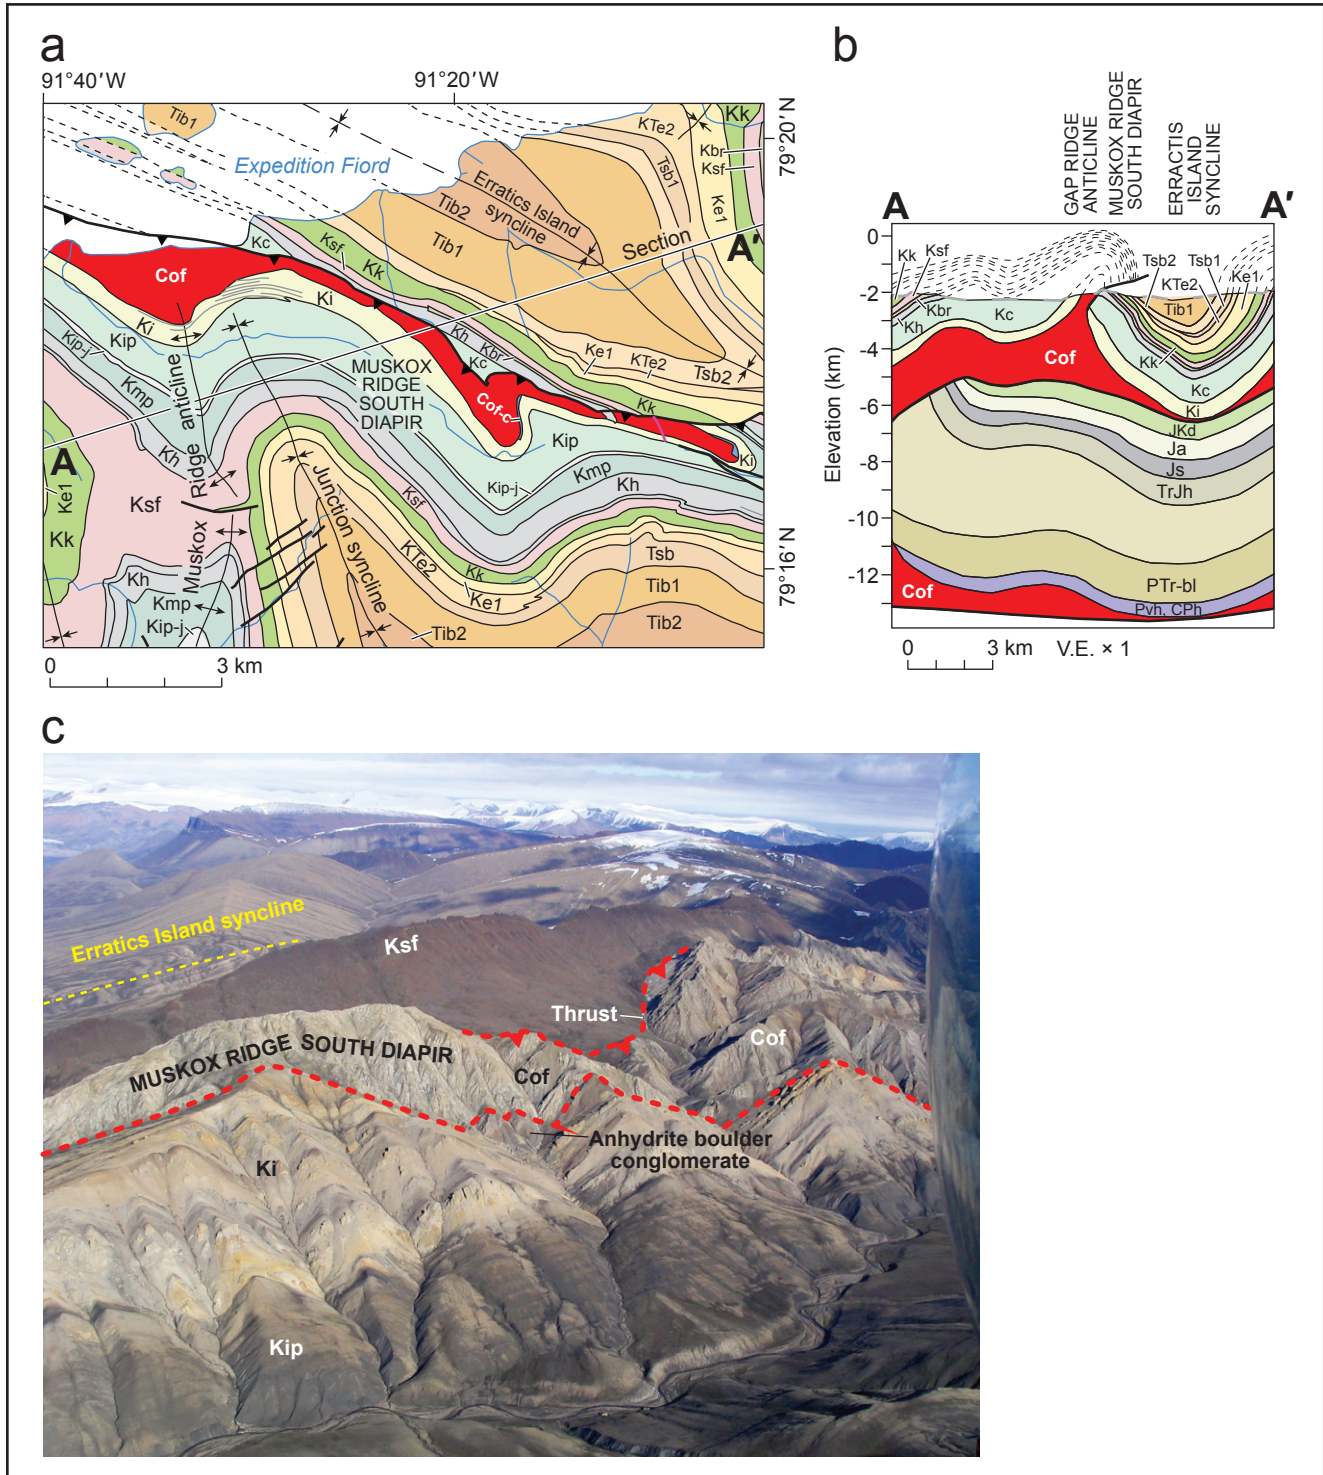 a
91°40′W
91°20′W
79°20′N
79°16′N
Tib1
Expedition Fiord
KTe2
Kk
Kbr
Ksf
Tsb1
Ke1
Erratics Island
syncline
Tib2
Tib1
Section
A′
Kc
Ksf
Kk
Cof
Ki
Ki
Kip
Kip-j
Kmp
Kh
Kh
Kbr
Kc
Ke1
KTe2
Tsb2
MUSKOX
RIDGE
SOUTH
DIAPIR
Cof-c
Kk
Ki
Kip
Kmp
Kh
Kip-j
Ksf
A
Ke1
Kk
Ksf
Muskox Ridge anticline
Junction syncline
Kh
Kmp
Kip-j
KTe2
Kk
Ke1
Tsb
Tib1
Tib2
Tib2
0
3 km
b
GAP RIDGE
ANTICLINE
MUSKOX RIDGE
SOUTH DIAPIR
ERRACTIS
ISLAND
SYNCLINE
A
A′
Elevation (km)
0
-2
-4
-6
-8
-10
-12
Kk
Ksf
Kbr
Kh
Kc
Cof
Tsb2
Tsb1
KTe2
Ke1
Tib1
Kk
Kc
Ki
JKd
Ja
Js
TrJh
PTr-bl
Pvh, CPh
Cof
0
3 km
V.E. × 1
c
Erratics Island syncline
Ksf
Thrust
Cof
MUSKOX RIDGE SOUTH DIAPIR
Cof
Anhydrite boulder
conglomerate
Ki
Kip